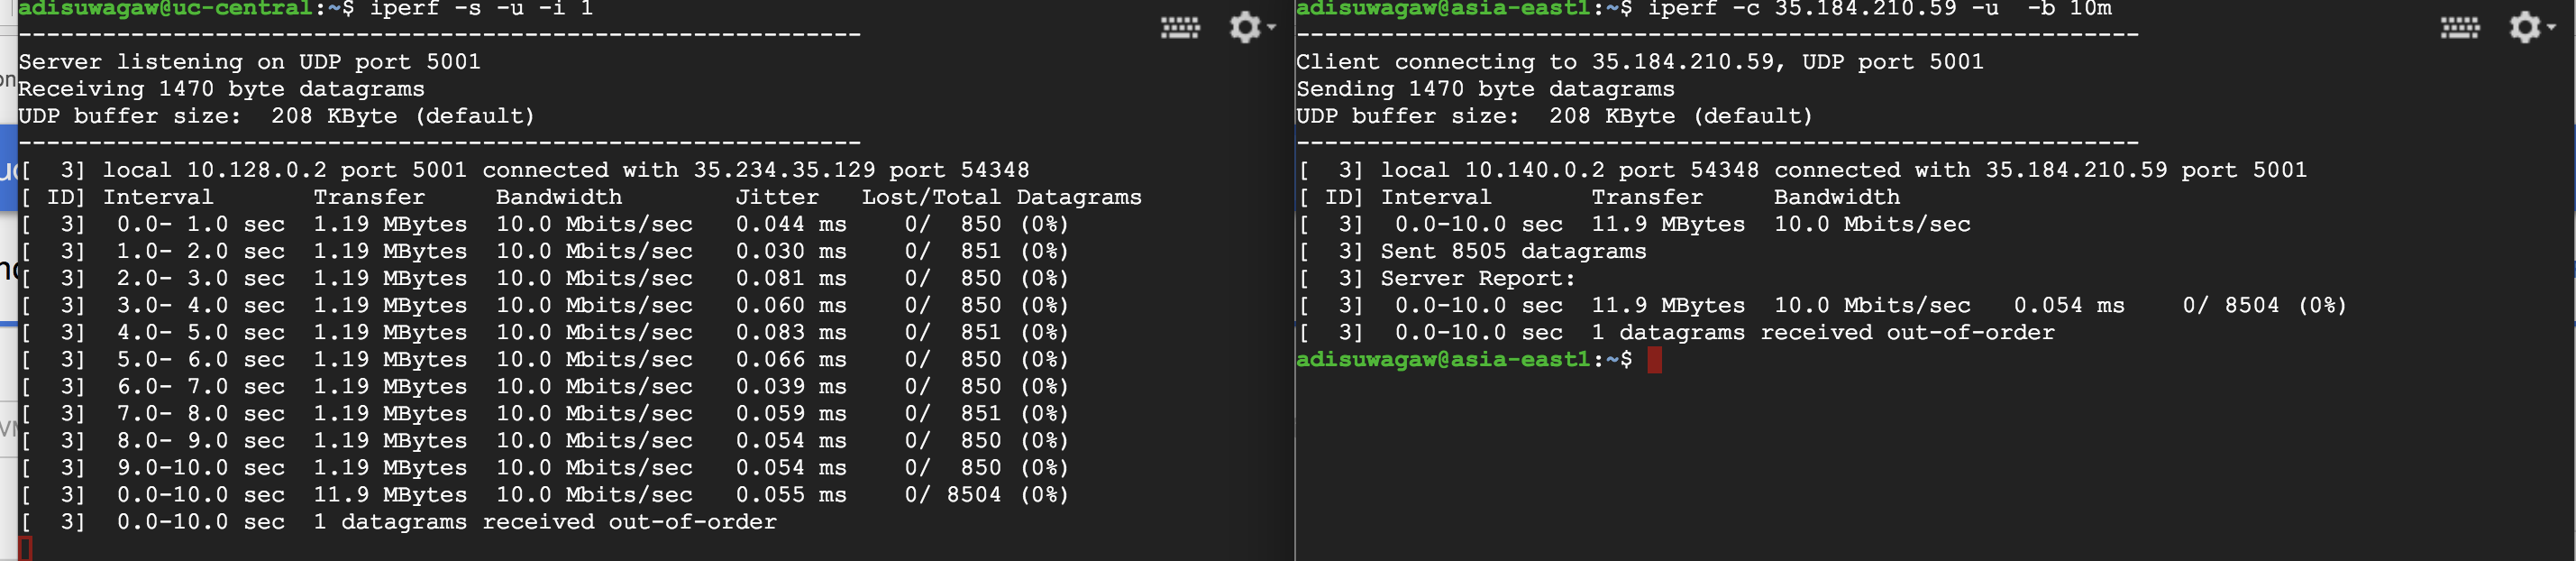 adisuwagaw@uc-central:~$ iperf -s -u -i 1
------------------------------------------------------------
Server listening on UDP port 5001
Receiving 1470 byte datagrams
UDP buffer size:  208 KByte (default)
------------------------------------------------------------
[  3] local 10.128.0.2 port 5001 connected with 35.234.35.129 port 54348
[ ID] Interval       Transfer     Bandwidth        Jitter   Lost/Total Datagrams
[  3]  0.0- 1.0 sec  1.19 MBytes  10.0 Mbits/sec   0.044 ms    0/  850 (0%)
[  3]  1.0- 2.0 sec  1.19 MBytes  10.0 Mbits/sec   0.030 ms    0/  851 (0%)
[  3]  2.0- 3.0 sec  1.19 MBytes  10.0 Mbits/sec   0.081 ms    0/  850 (0%)
[  3]  3.0- 4.0 sec  1.19 MBytes  10.0 Mbits/sec   0.060 ms    0/  850 (0%)
[  3]  4.0- 5.0 sec  1.19 MBytes  10.0 Mbits/sec   0.083 ms    0/  851 (0%)
[  3]  5.0- 6.0 sec  1.19 MBytes  10.0 Mbits/sec   0.066 ms    0/  850 (0%)
[  3]  6.0- 7.0 sec  1.19 MBytes  10.0 Mbits/sec   0.039 ms    0/  850 (0%)
[  3]  7.0- 8.0 sec  1.19 MBytes  10.0 Mbits/sec   0.059 ms    0/  851 (0%)
[  3]  8.0- 9.0 sec  1.19 MBytes  10.0 Mbits/sec   0.054 ms    0/  850 (0%)
[  3]  9.0-10.0 sec  1.19 MBytes  10.0 Mbits/sec   0.054 ms    0/  850 (0%)
[  3]  0.0-10.0 sec  11.9 MBytes  10.0 Mbits/sec   0.055 ms    0/ 8504 (0%)
[  3]  0.0-10.0 sec  1 datagrams received out-of-order
adisuwagaw@asia-east1:~$ iperf -c 35.184.210.59 -u  -b 10m
------------------------------------------------------------
Client connecting to 35.184.210.59, UDP port 5001
Sending 1470 byte datagrams
UDP buffer size:  208 KByte (default)
------------------------------------------------------------
[  3] local 10.140.0.2 port 54348 connected with 35.184.210.59 port 5001
[ ID] Interval       Transfer     Bandwidth
[  3]  0.0-10.0 sec  11.9 MBytes  10.0 Mbits/sec
[  3] Sent 8505 datagrams
[  3] Server Report:
[  3]  0.0-10.0 sec  11.9 MBytes  10.0 Mbits/sec   0.054 ms    0/ 8504 (0%)
[  3]  0.0-10.0 sec  1 datagrams received out-of-order
adisuwagaw@asia-east1:~$